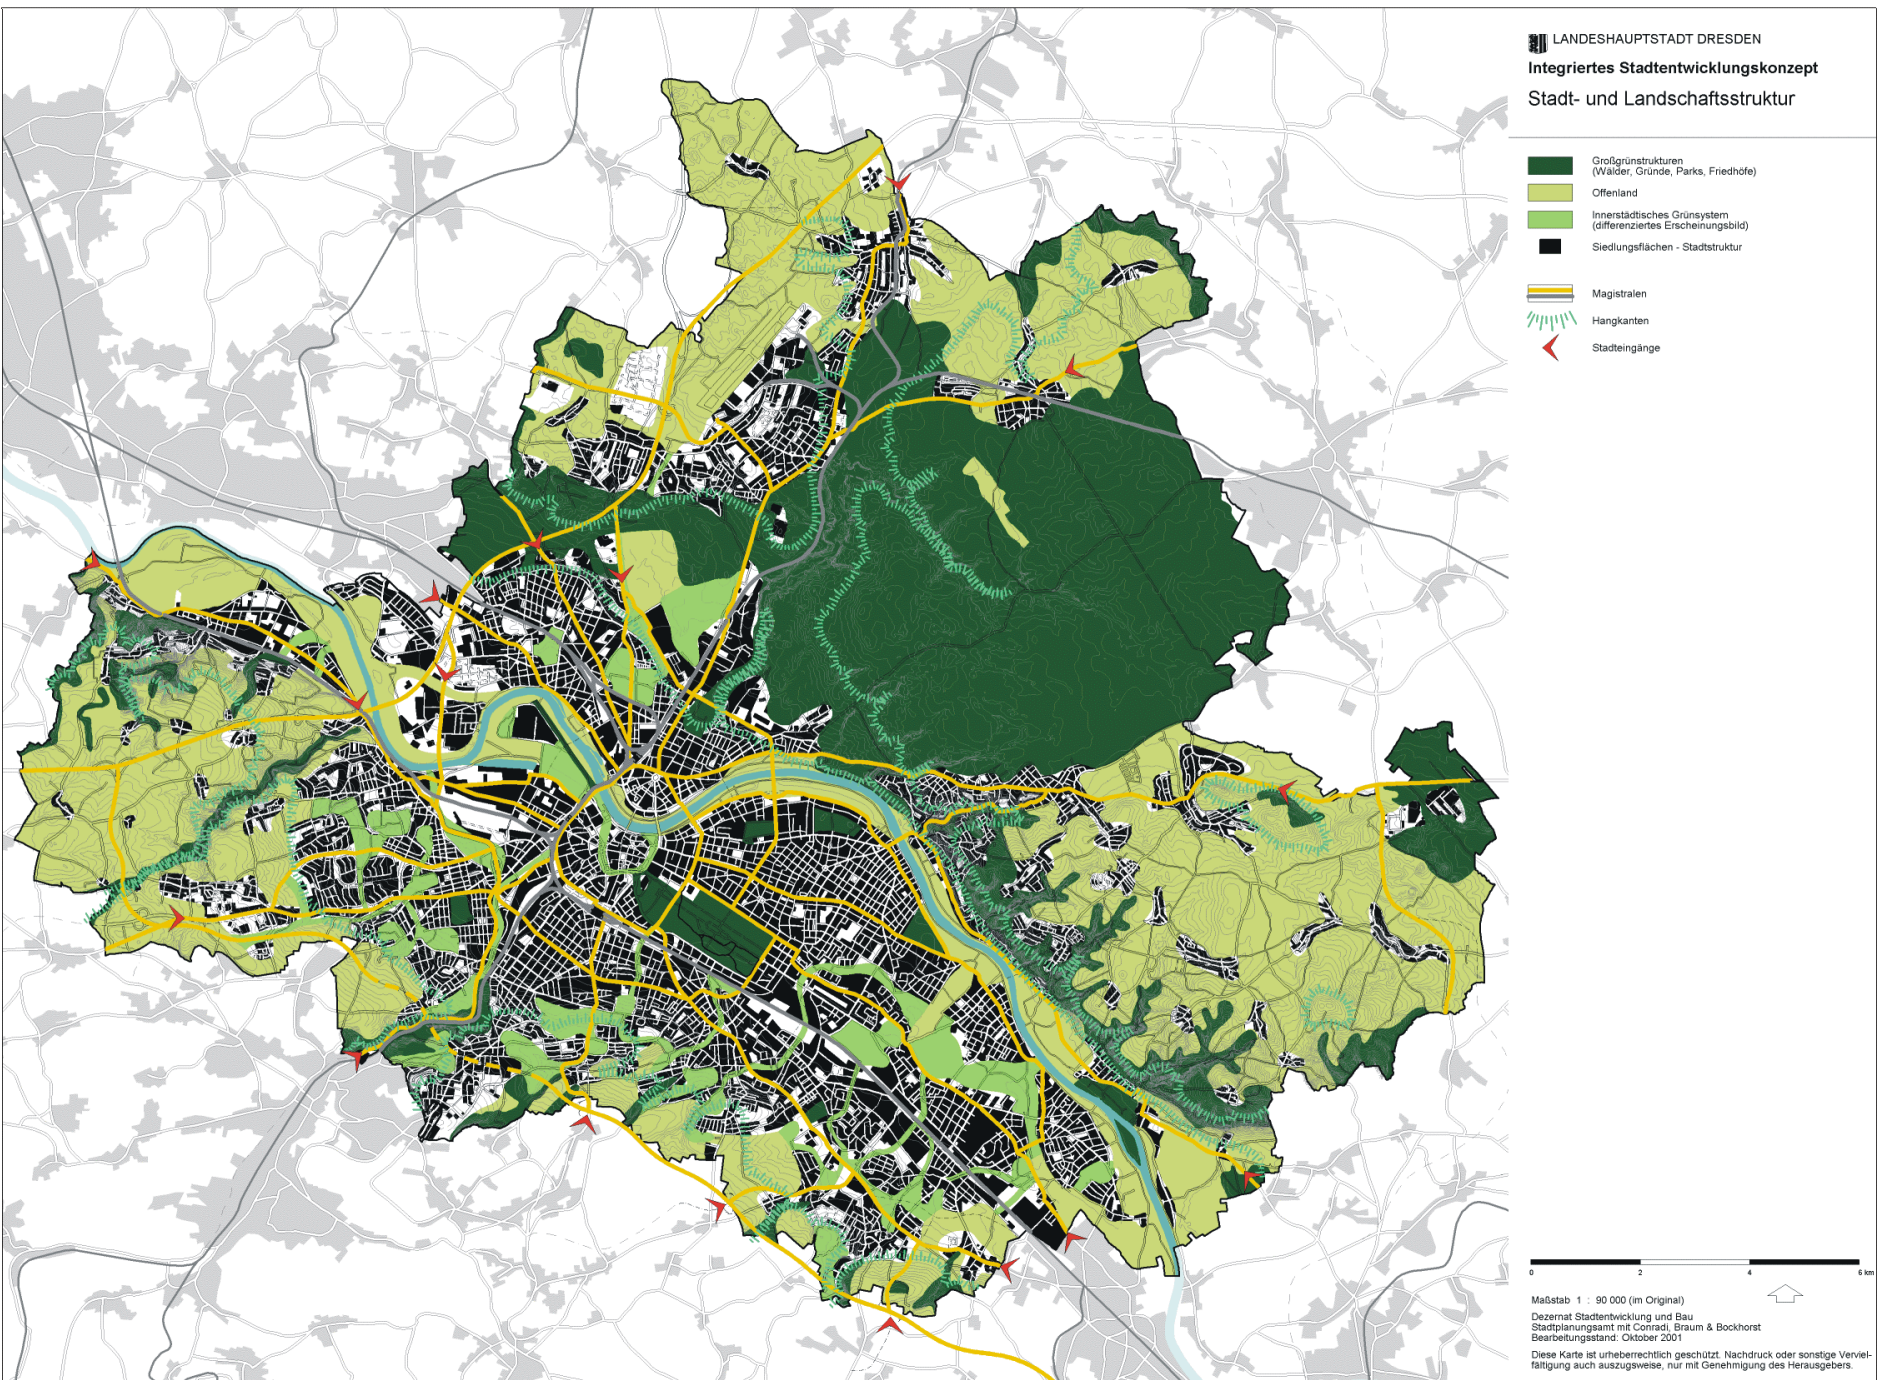 LANDESHAUPTSTADT DRESDEN
Integriertes Stadtentwicklungskonzept
Stadt- und Landschaftsstruktur
Großgrünstrukturen
(Wälder, Gründe, Parks, Friedhöfe)
Offenland
Innerstädtisches Grünsystem
(differenziertes Erscheinungsbild)
Siedlungsflächen - Stadtstruktur
Magistralen
Hangkanten
Stadteingänge
0 2 4 6 km
Maßstab 1 : 90 000 (im Original)
Dezernat Stadtentwicklung und Bau
Stadtplanungsamt mit Conradi, Braum & Bockhorst
Bearbeitungsstand: Oktober 2001
Diese Karte ist urheberrechtlich geschützt. Nachdruck oder sonstige Verviel-
fältigung auch auszugsweise, nur mit Genehmigung des Herausgebers.